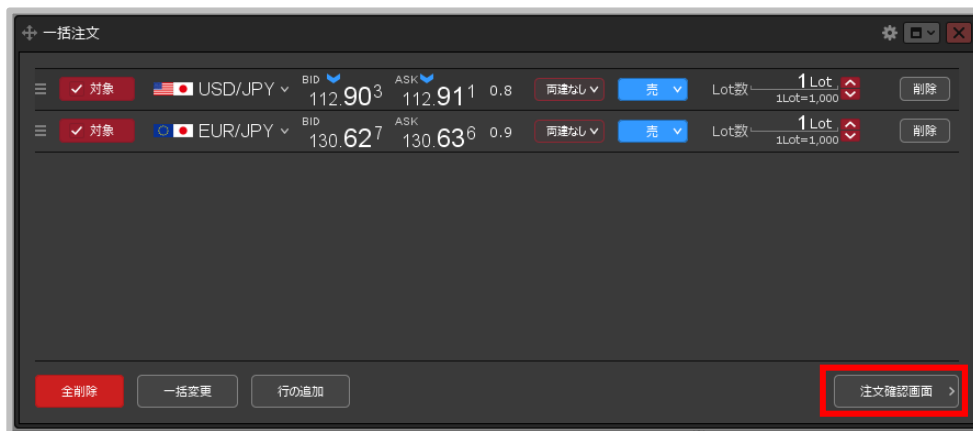 一括注文
対象 USD/JPY BID 112.903 ASK 112.911 0.8 両建なし 売 Lot数 1 Lot 1Lot=1,000 削除
対象 EUR/JPY BID 130.627 ASK 130.636 0.9 両建なし 売 Lot数 1 Lot 1Lot=1,000 削除
全削除 一括変更 行の追加 注文確認画面